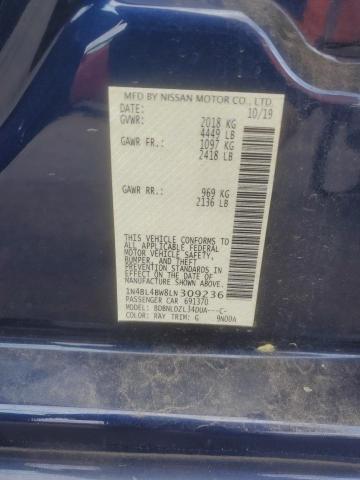 MFD BY NISSAN MOTOR CO., LTD.
DATE: 10/19
GVWR: 2018 KG
4449 LB
GAWR FR.: 1097 KG
2418 LB
GAWR RR.: 969 KG
2136 LB
THIS VEHICLE CONFORMS TO
ALL APPLICABLE FEDERAL
MOTOR VEHICLE SAFETY,
BUMPER, AND THEFT
PREVENTION STANDARDS
IN EFFECT ON THE DATE OF
MANUFACTURE SHOWN ABOVE.
1N4BL4BW8LN309236
PASSENGER CAR 691370
MODEL: BDBNLOZL34DUA---C-
COLOR: RAY TRIM: G 9NDDA